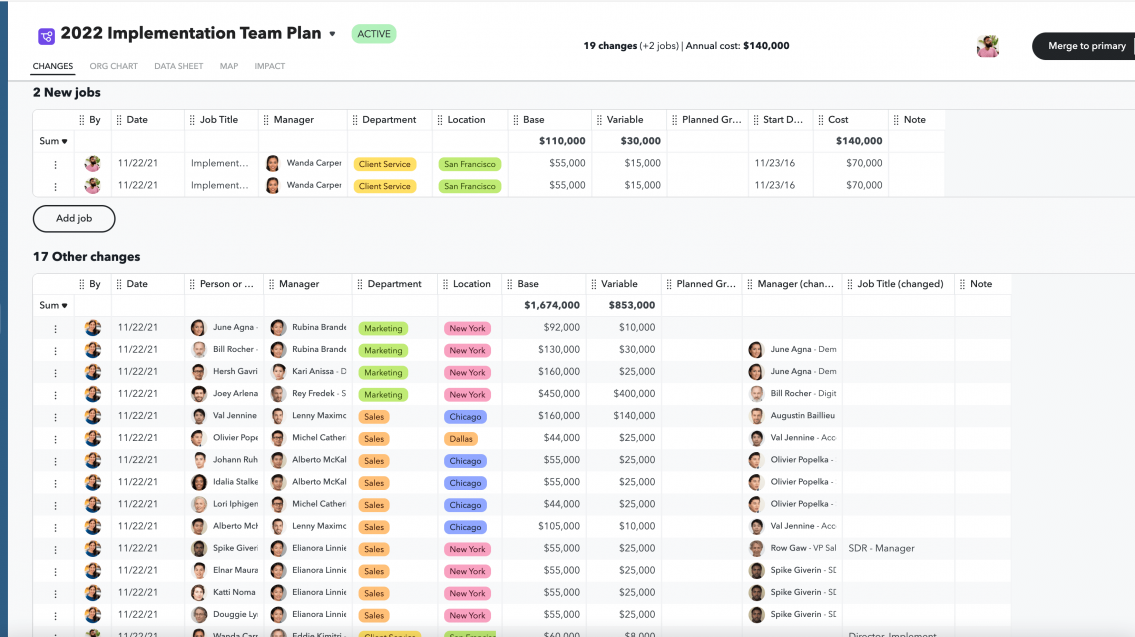 2022 Implementation Team Plan ACTIVE
19 changes (+2 jobs) | Annual cost: $140,000
Merge to primary
CHANGES ORG CHART DATA SHEET MAP IMPACT
2 New jobs
By Date Job Title Manager Department Location Base Variable Planned Gr... Start D... Cost Note
Sum $110,000 $30,000 $140,000
11/22/21 Implement... Wanda Carper Client Service San Francisco $55,000 $15,000 11/23/16 $70,000
11/22/21 Implement... Wanda Carper Client Service San Francisco $55,000 $15,000 11/23/16 $70,000
Add job
17 Other changes
By Date Person or ... Manager Department Location Base Variable Planned Gr... Manager (chan... Job Title (changed) Note
Sum $1,674,000 $853,000
11/22/21 June Agna - Rubina Brande Marketing New York $92,000 $10,000
11/22/21 Bill Rocher - Rubina Brande Marketing New York $130,000 $30,000 June Agna - Dem
11/22/21 Hersh Gavri Kari Anissa - D Marketing New York $160,000 $25,000 June Agna - Dem
11/22/21 Joey Arlena Rey Fredek - S Marketing New York $450,000 $400,000 Bill Rocher - Digit
11/22/21 Val Jennine Lenny Maximo Sales Chicago $160,000 $140,000 Augustin Baillieu
11/22/21 Olivier Pope Michel Cather Sales Dallas $44,000 $25,000 Val Jennine - Acc
11/22/21 Johann Ruh Alberto McKal Sales Chicago $55,000 $25,000 Olivier Popelka -
11/22/21 Idalia Stalke Alberto McKal Sales Chicago $55,000 $25,000 Olivier Popelka -
11/22/21 Lori Iphigen Michel Cather Sales Chicago $44,000 $25,000 Olivier Popelka -
11/22/21 Alberto McK Lenny Maximo Sales Chicago $105,000 $10,000 Val Jennine - Acc
11/22/21 Spike Giveri Elianora Linnie Sales New York $55,000 $25,000 Row Gaw - VP Sal SDR - Manager
11/22/21 Elnar Maura Elianora Linnie Sales New York $55,000 $25,000 Spike Giverin - SD
11/22/21 Katti Noma Elianora Linnie Sales New York $55,000 $25,000 Spike Giverin - SD
11/22/21 Douggie Ly Elianora Linnie Sales New York $55,000 $25,000 Spike Giverin - SD
11/22/21 Wanda Carp Eddie Kimitri Client Service San Francisco $60,000 $8,000 Director, Implement